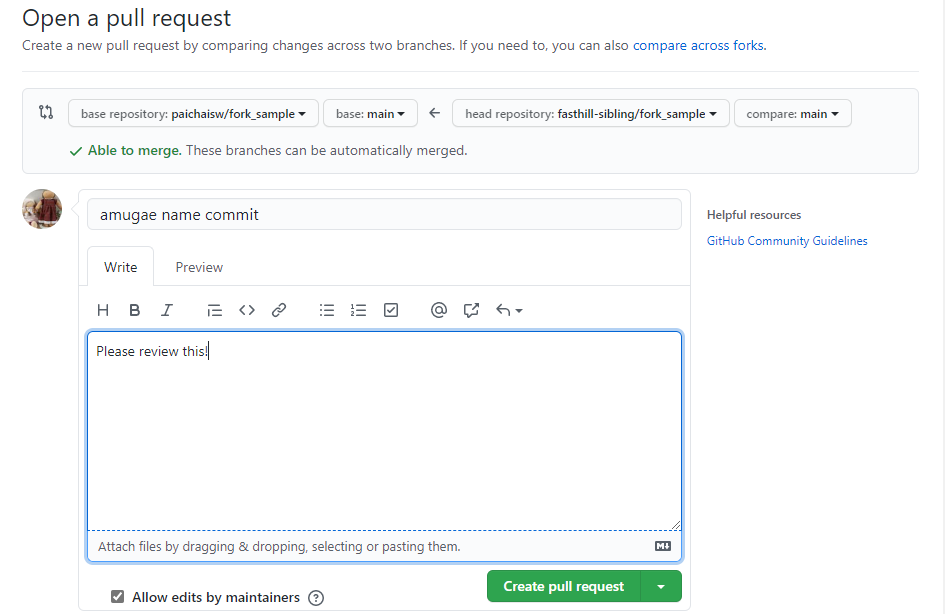 Open a pull request
Create a new pull request by comparing changes across two branches. If you need to, you can also compare across forks.
base repository: paichaisw/fork_sample base: main head repository: fasthill-sibling/fork_sample compare: main
Able to merge. These branches can be automatically merged.
amugae name commit
Helpful resources
GitHub Community Guidelines
Write Preview
H B I
Please review this!
Attach files by dragging & dropping, selecting or pasting them.
Allow edits by maintainers
Create pull request